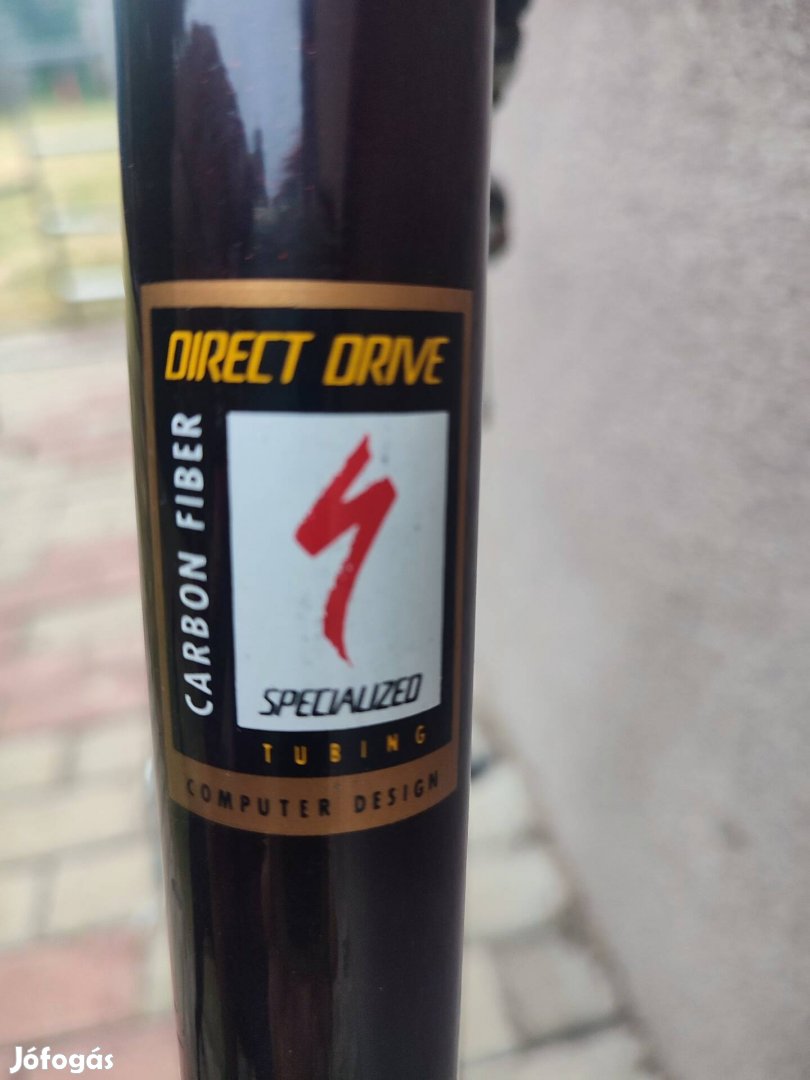 DIRECT DRIVE
CARBON FIBER
SPECIALIZED
TUBING
COMPUTER DESIGN
Jófogás